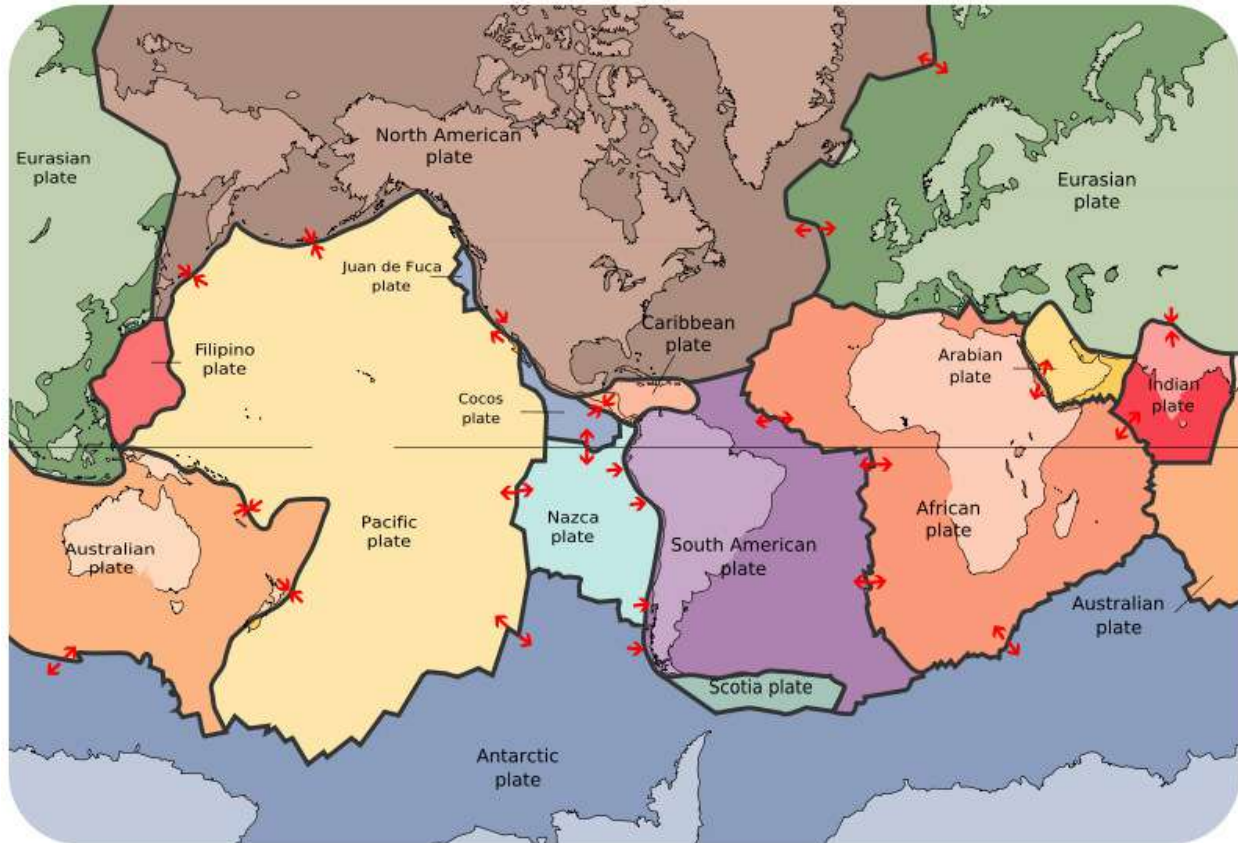 North American
plate
Eurasian
plate
Eurasian
plate
Juan de Fuca
plate
Caribbean
plate
Filipino
plate
Arabian
plate
Indian
plate
Cocos
plate
Pacific
plate
Nazca
plate
African
plate
Australian
plate
South American
plate
Australian
plate
Scotia plate
Antarctic
plate